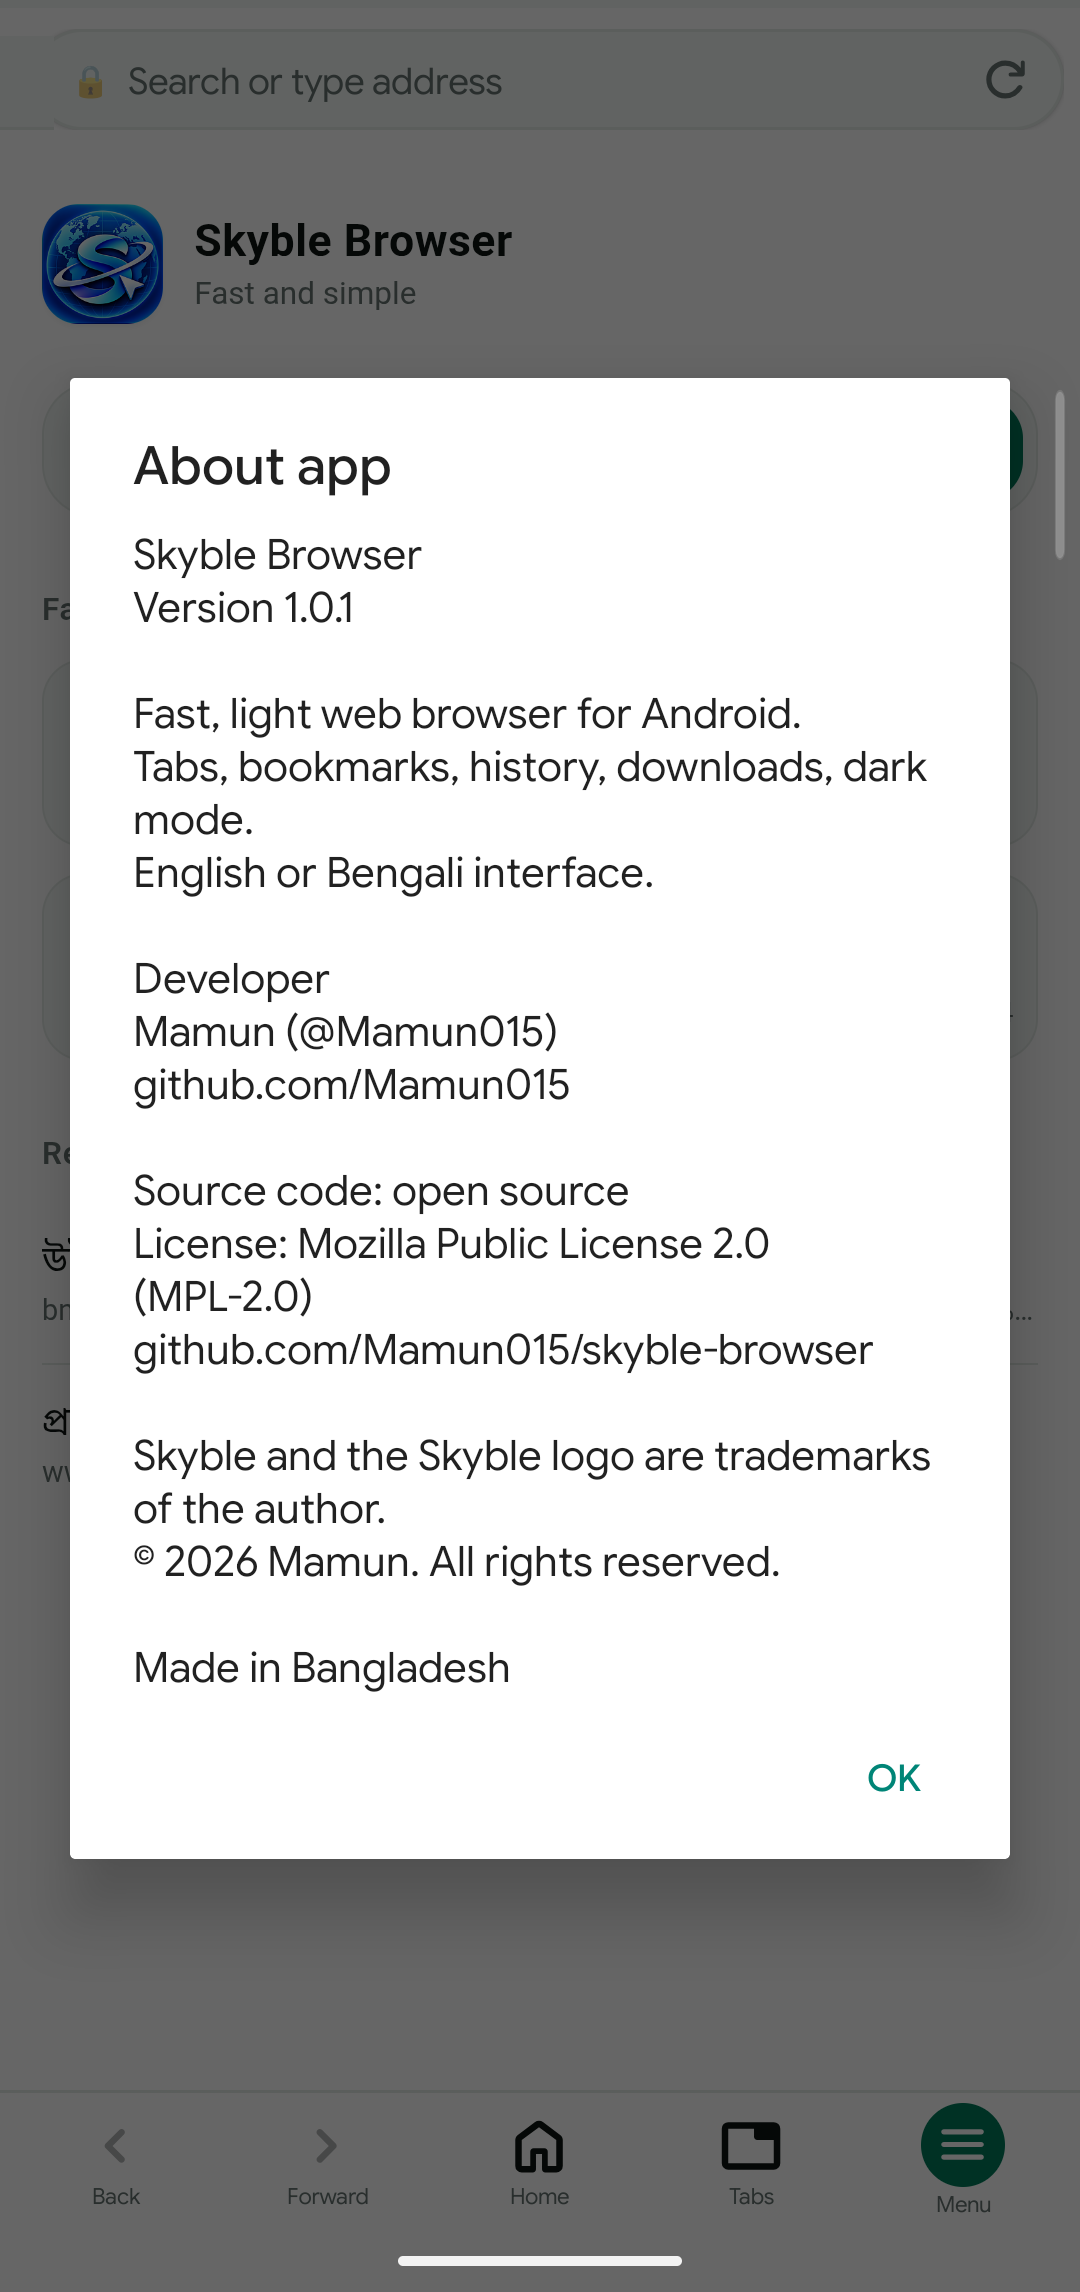 Search or type address
Skyble Browser
Fast and simple
About app
Skyble Browser
Version 1.0.1
Fast, light web browser for Android.
Tabs, bookmarks, history, downloads, dark
mode.
English or Bengali interface.
Developer
Mamun (@Mamun015)
github.com/Mamun015
Source code: open source
License: Mozilla Public License 2.0
(MPL-2.0)
github.com/Mamun015/skyble-browser
Skyble and the Skyble logo are trademarks
of the author.
© 2026 Mamun. All rights reserved.
Made in Bangladesh
OK
Back
Forward
Home
Tabs
Menu